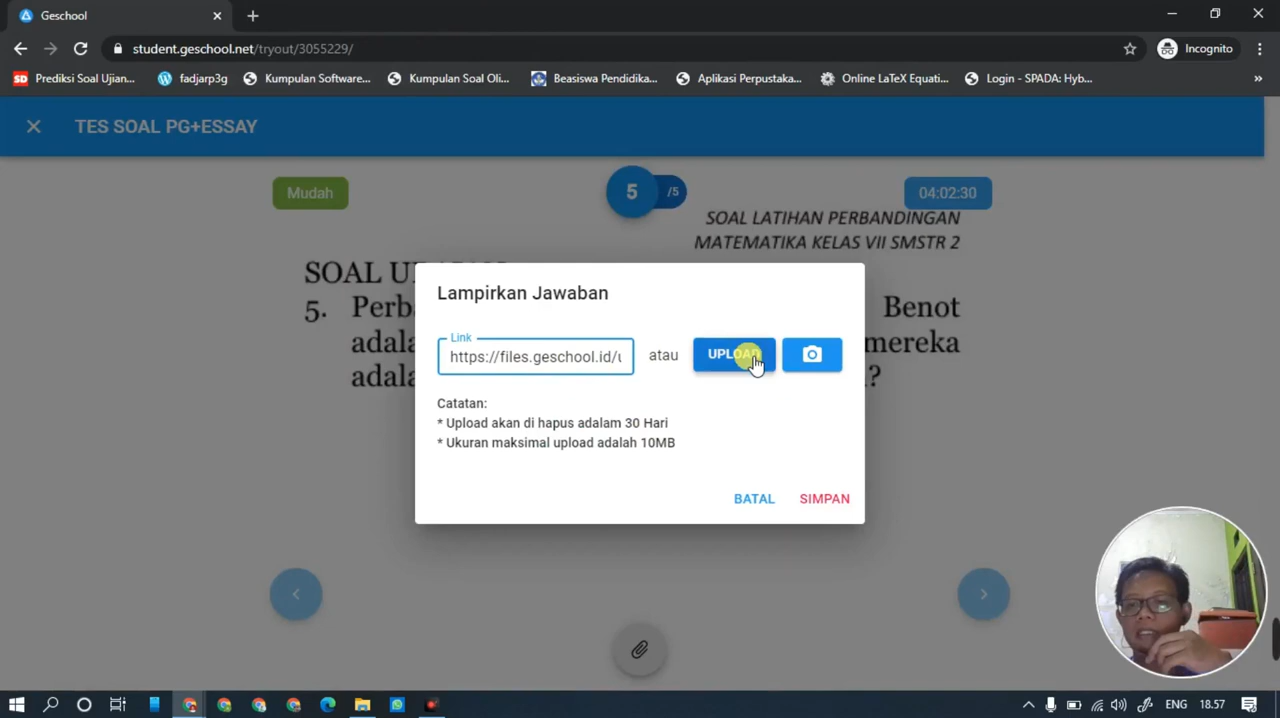 Geschool
student.geschool.net/tryout/3055229/
Incognito
SD Prediksi Soal Ujian...
fadjarp3g
Kumpulan Software...
Kumpulan Soal Oli...
Beasiswa Pendidika...
Aplikasi Perpustaka...
Online LaTeX Equati...
Login - SPADA: Hyb...
»
TES SOAL PG+ESSAY
Mudah
5 /5
04:02:30
SOAL LATIHAN PERBANDINGAN
MATEMATIKA KELAS VII SMSTR 2
SOAL
5. Perb Benot
adala mereka
adala ?
Lampirkan Jawaban
Link
https://files.geschool.id/u
atau
UPLOAD
Catatan:
* Upload akan di hapus adalam 30 Hari
* Ukuran maksimal upload adalah 10MB
BATAL
SIMPAN
ENG
18.57